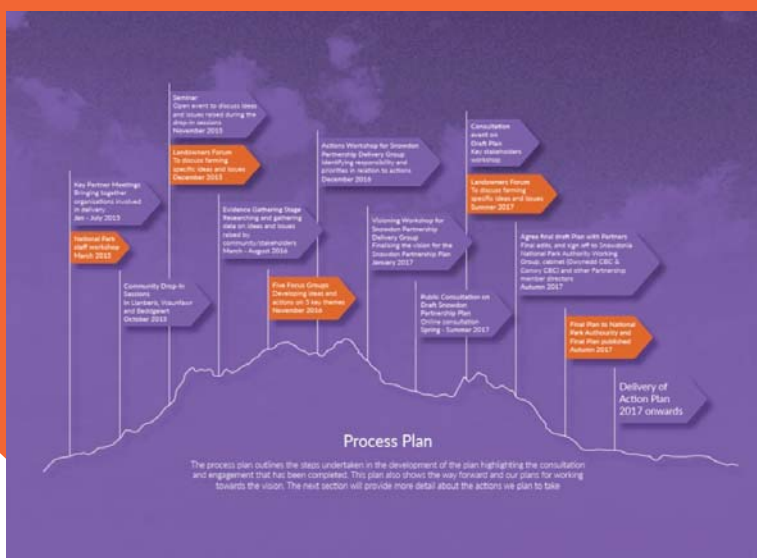 Key Partner Meetings
Bringing together
organisations involved
in delivery
Jan - July 2015
National Park
staff workshop
March 2015
Community Drop-In
Sessions
In Llanberis, Waunfawr
and Beddgelert
October 2015
Seminar
Open event to discuss ideas
and issues raised during the
drop-in sessions
November 2015
Landowners Forum
To discuss farming
specific ideas and issues
December 2015
Evidence Gathering Stage
Researching and gathering
data on ideas and issues
raised by
community/stakeholders
March - August 2016
Five Focus Groups
Developing ideas and
actions on 5 key themes
November 2016
Actions Workshop for Snowdon
Partnership Delivery Group
Identifying responsibility and
priorities in relation to actions
December 2016
Visioning Workshop for
Snowdon Partnership
Delivery Group
Finalising the vision for the
Snowdon Partnership Plan
January 2017
Public Consultation on
Draft Snowdon
Partnership Plan
Online consultation
Spring - Summer 2017
Consultation
event on
Draft Plan
Key stakeholders
workshop
Landowners Forum
To discuss farming
specific ideas and issues
Summer 2017
Agree final draft Plan with Partners
Final edits, and sign off to Snowdonia
National Park Authority Working
Group, cabinet (Gwynedd CBC &
Conwy CBC) and other Partnership
member directors
Autumn 2017
Final Plan to National
Park Authority and
Final Plan published
Autumn 2017
Delivery of
Action Plan
2017 onwards
Process Plan
The process plan outlines the steps undertaken in the development of the plan highlighting the consultation
and engagement that has been completed. This plan also shows the way forward and our plans for working
towards the vision. The next section will provide more detail about the actions we plan to take